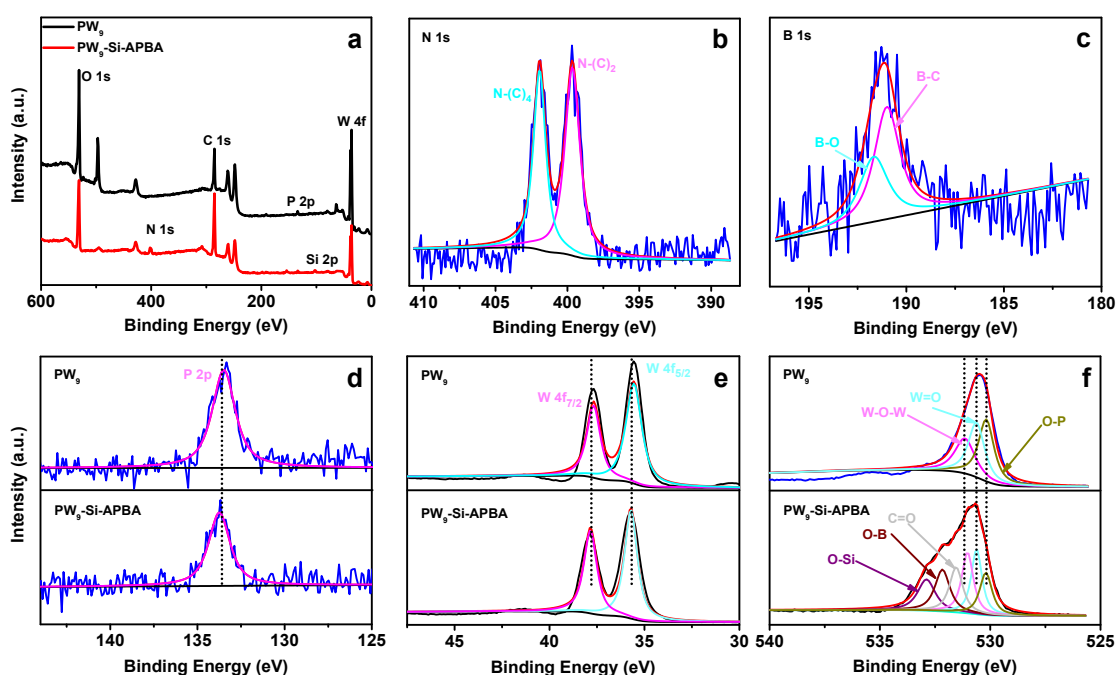 PW₉
PW₉-Si-APBA
a
O 1s
C 1s
W 4f
P 2p
N 1s
Si 2p
Intensity (a.u.)
600 400 200 0
Binding Energy (eV)
N 1s
b
N-(C)₄
N-(C)₂
410 405 400 395 390
Binding Energy (eV)
B 1s
c
B-C
B-O
195 190 185 180
Binding Energy (eV)
PW₉
P 2p
d
PW₉-Si-APBA
Intensity (a.u.)
140 135 130 125
Binding Energy (eV)
PW₉
W 4f₇/₂
W 4f₅/₂
e
PW₉-Si-APBA
45 40 35 30
Binding Energy (eV)
PW₉
f
W=O
W-O-W
O-P
PW₉-Si-APBA
C=O
O-B
O-Si
540 535 530 525
Binding Energy (eV)